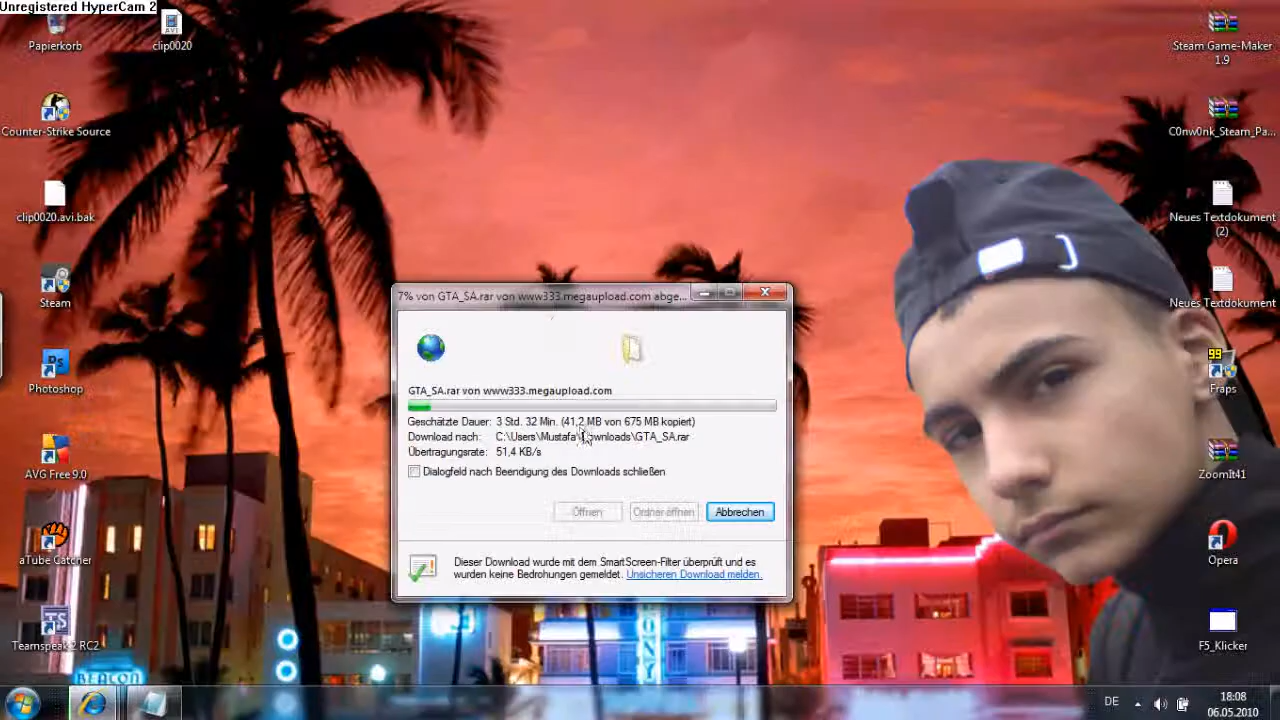 Unregistered HyperCam 2
Papierkorb
clip0020
Steam Game-Maker
1.9
Counter-Strike Source
C0nw0nk_Steam_Pa...
clip0020.avi.bak
Neues Textdokument
(2)
Steam
Neues Textdokument
7% von GTA_SA.rar von www333.megaupload.com abge...
GTA_SA.rar von www333.megaupload.com
Geschätzte Dauer: 3 Std. 32 Min. (41,2 MB von 675 MB kopiert)
Download nach: C:\Users\Mustafa\Downloads\GTA_SA.rar
Übertragungsrate: 51,4 KB/s
Dialogfeld nach Beendigung des Downloads schließen
Öffnen
Ordner öffnen
Abbrechen
Dieser Download wurde mit dem SmartScreen-Filter überprüft und es
wurden keine Bedrohungen gemeldet. Unsicheren Download melden.
Ps
Photoshop
99
Fraps
AVG Free 9.0
ZoomIt41
aTube Catcher
Opera
TS
Teamspeak 2 RC2
F5_Klicker
BEACON
DE
18:08
06.05.2010